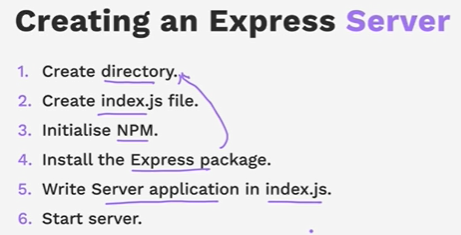 Creating an Express Server
1. Create directory.
2. Create index.js file.
3. Initialise NPM.
4. Install the Express package.
5. Write Server application in index.js.
6. Start server.